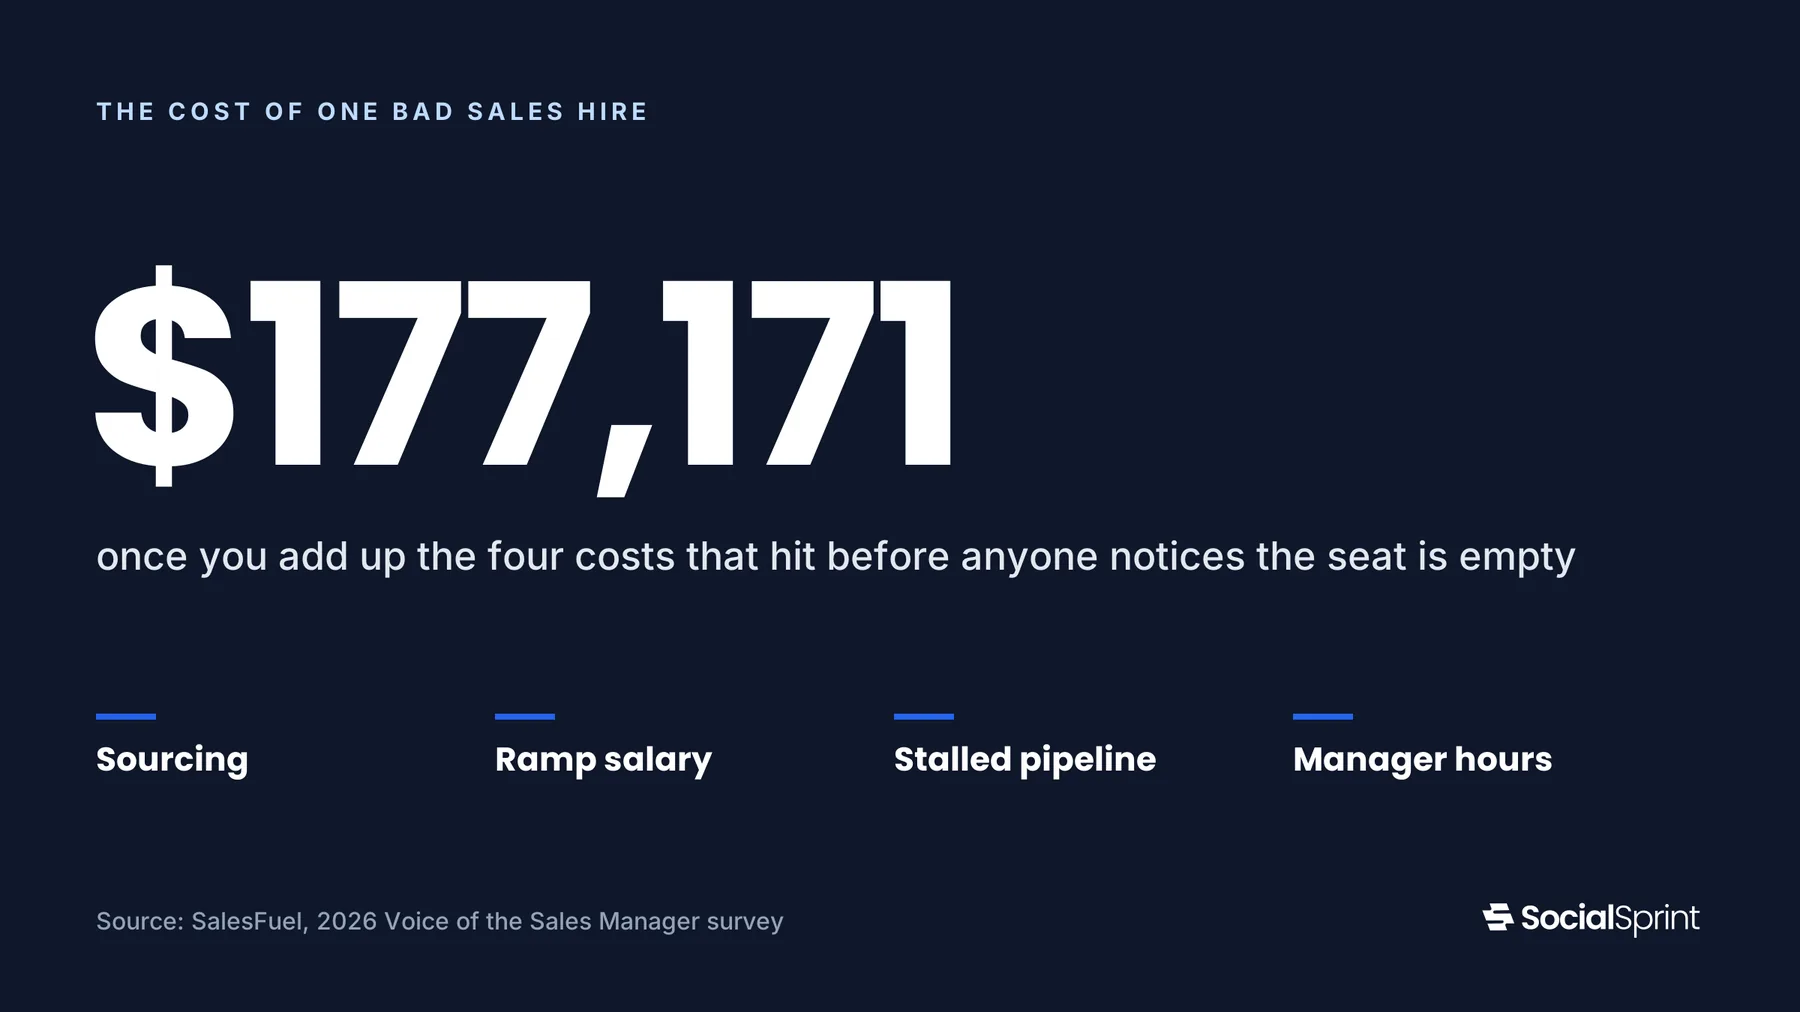 THE COST OF ONE BAD SALES HIRE
$177,171
once you add up the four costs that hit before anyone notices the seat is empty
Sourcing
Ramp salary
Stalled pipeline
Manager hours
Source: SalesFuel, 2026 Voice of the Sales Manager survey
SocialSprint